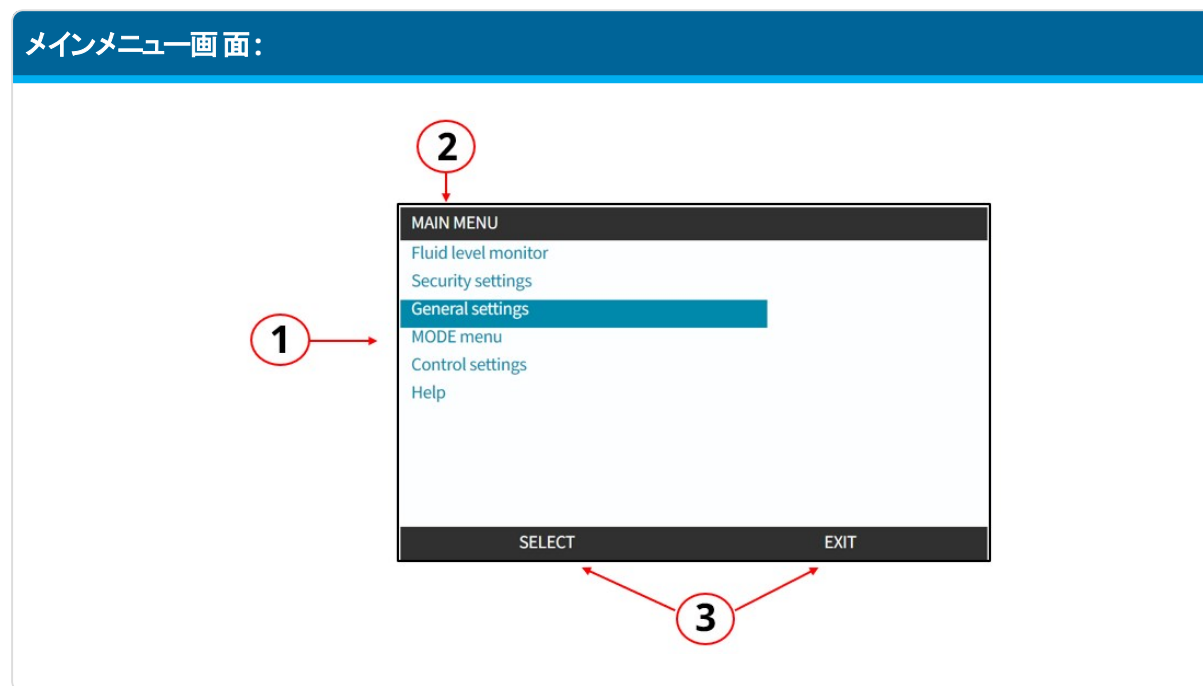 メインメニュー画面:
2
MAIN MENU
Fluid level monitor
Security settings
General settings
1
MODE menu
Control settings
Help
SELECT EXIT
3